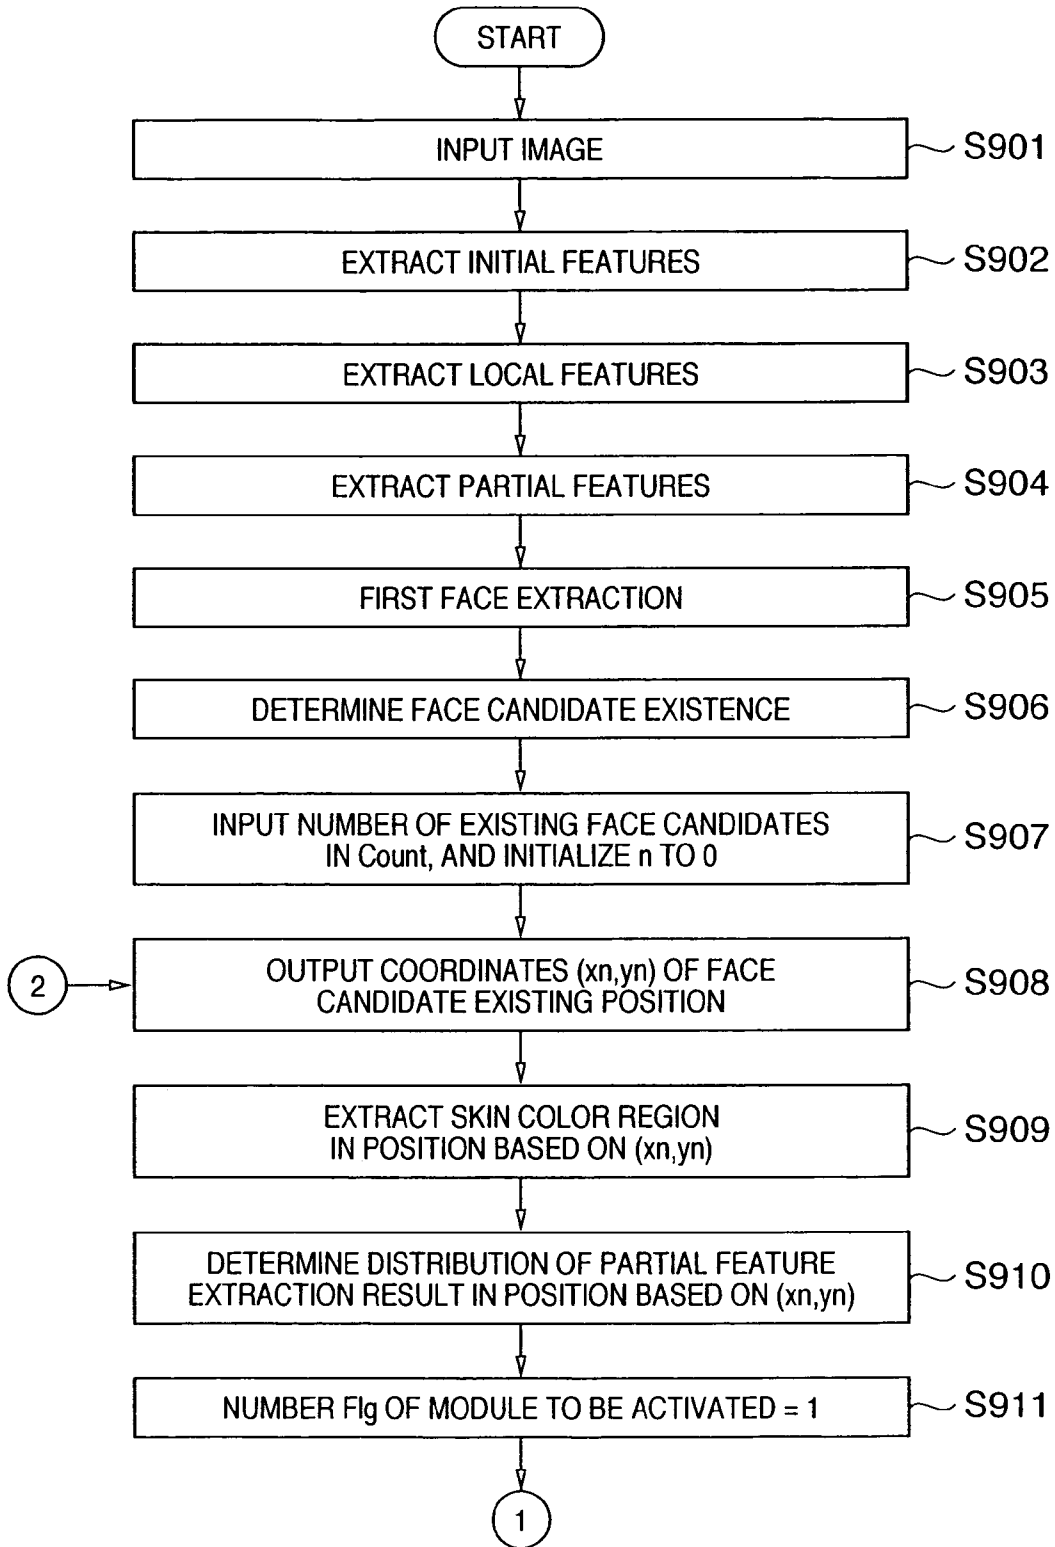 START
INPUT IMAGE
S901
EXTRACT INITIAL FEATURES
S902
EXTRACT LOCAL FEATURES
S903
EXTRACT PARTIAL FEATURES
S904
FIRST FACE EXTRACTION
S905
DETERMINE FACE CANDIDATE EXISTENCE
S906
INPUT NUMBER OF EXISTING FACE CANDIDATES
IN Count, AND INITIALIZE n TO 0
S907
2
OUTPUT COORDINATES (xn,yn) OF FACE
CANDIDATE EXISTING POSITION
S908
EXTRACT SKIN COLOR REGION
IN POSITION BASED ON (xn,yn)
S909
DETERMINE DISTRIBUTION OF PARTIAL FEATURE
EXTRACTION RESULT IN POSITION BASED ON (xn,yn)
S910
NUMBER Flg OF MODULE TO BE ACTIVATED = 1
S911
1